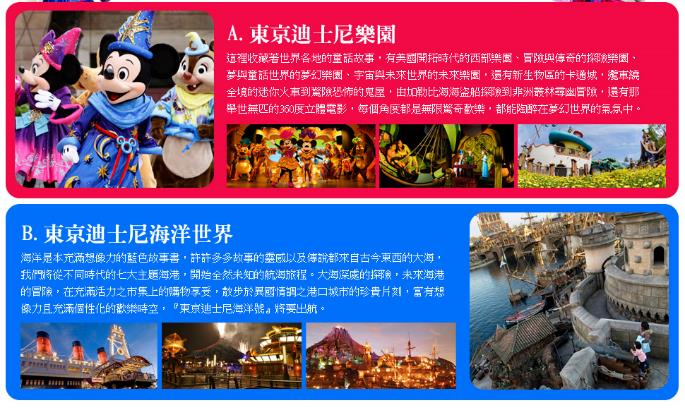 A. 東京迪士尼樂園
這裡收藏着世界各地的童話故事，有美國開拓時代的西部樂園、冒險與傳奇的探險樂園、
夢與童話世界的夢幻樂園、宇宙與未來世界的未來樂園，還有新生物區的卡通城，龍車繞
全境的迷你火車到驚險恐怖的鬼屋，由加勒比海海盜船探險到非洲叢林尋幽冒險，還有那
舉世無匹的360度立體電影，每個角度都是無限驚奇歡樂，都能陶醉在夢幻世界的氣氛中。
B. 東京迪士尼海洋世界
海洋是本充滿想像力的藍色故事書，許許多多故事的靈感以及傳說都來自古今東西的大海，
我們將從不同時代的七大主題海港，開始全然未知的航海旅程。大海深處的探險，未來海港
的冒險，在充滿活力之市集上的購物享受，散步於異國情調之港口城市的珍貴片刻，富有想
像力且充滿個性化的歡樂時空，『東京迪士尼海洋號』將要出航。